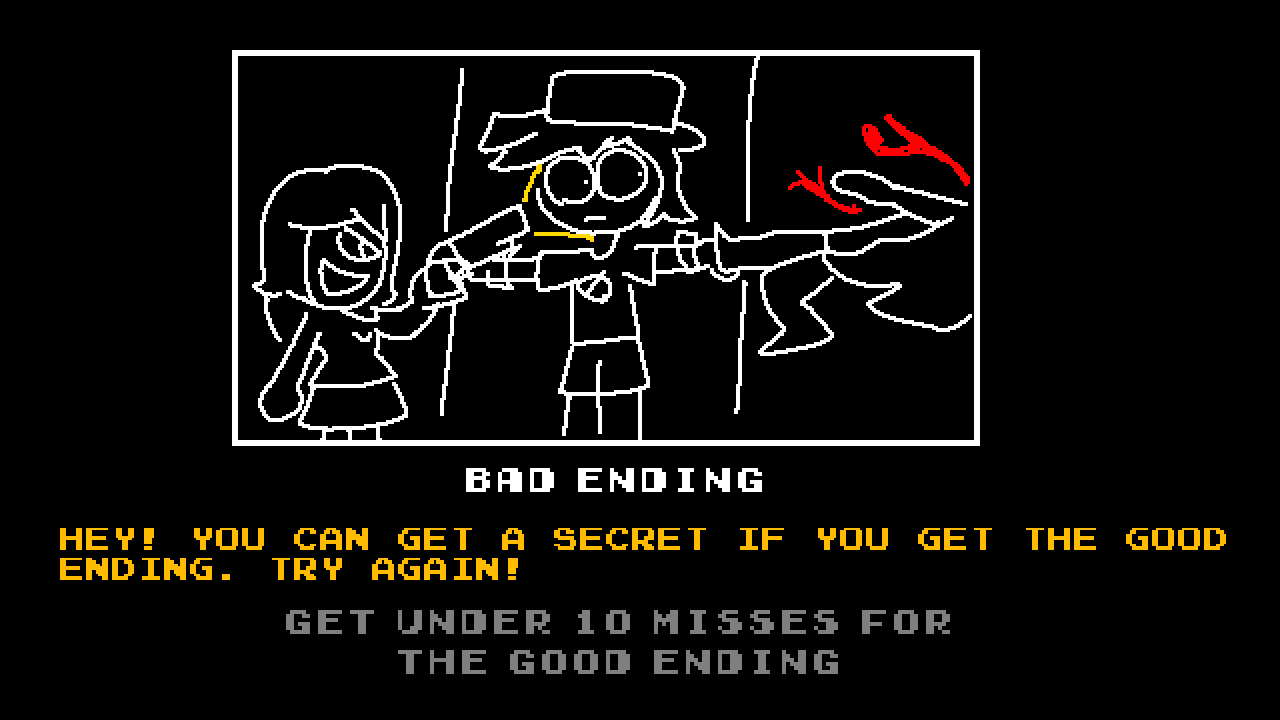 BAD ENDING
HEY! YOU CAN GET A SECRET IF YOU GET THE GOOD
ENDING. TRY AGAIN!
GET UNDER 10 MISSES FOR
THE GOOD ENDING